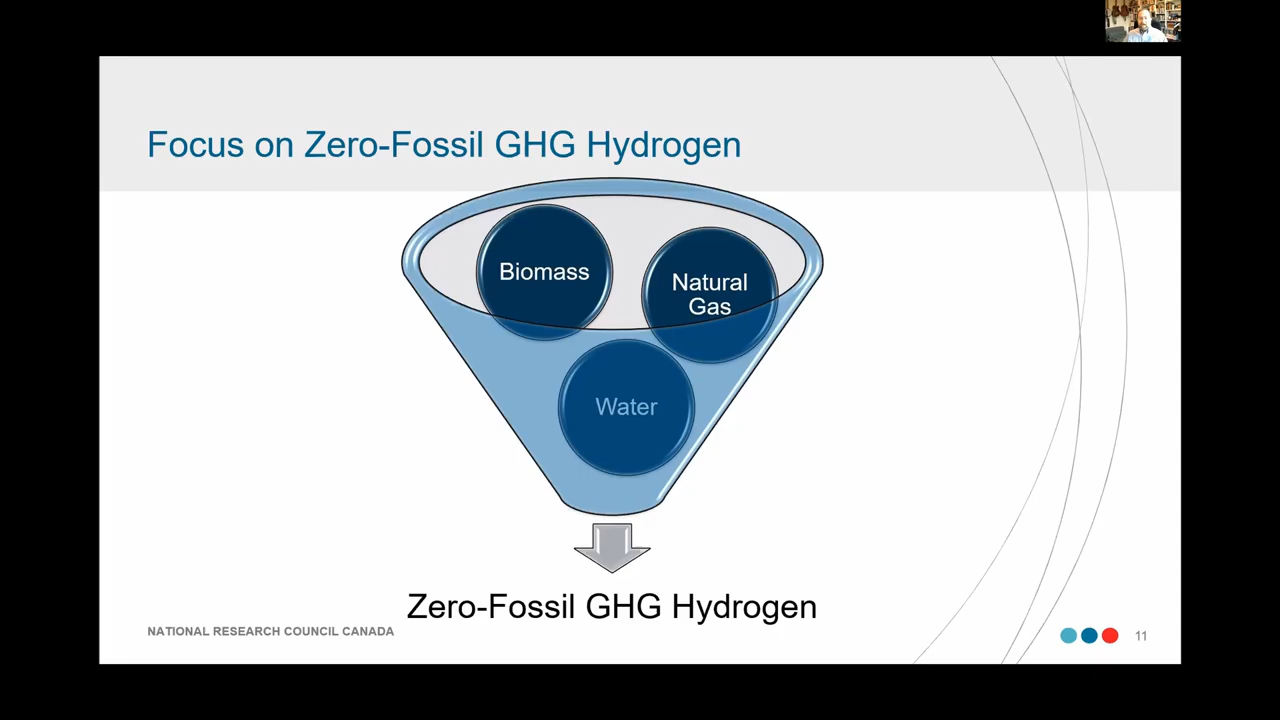 Focus on Zero-Fossil GHG Hydrogen
Biomass
Natural
Gas
Water
Zero-Fossil GHG Hydrogen
NATIONAL RESEARCH COUNCIL CANADA
11